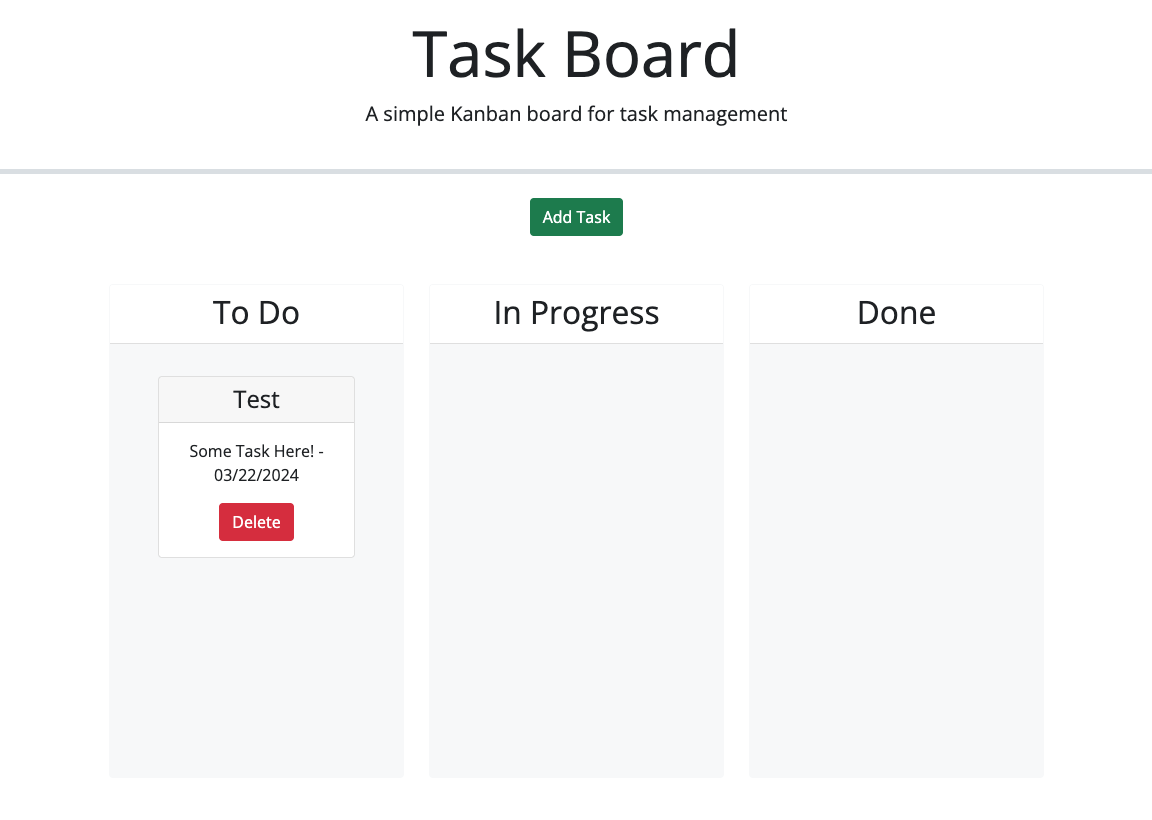 Task Board
A simple Kanban board for task management
Add Task
To Do
In Progress
Done
Test
Some Task Here! -
03/22/2024
Delete